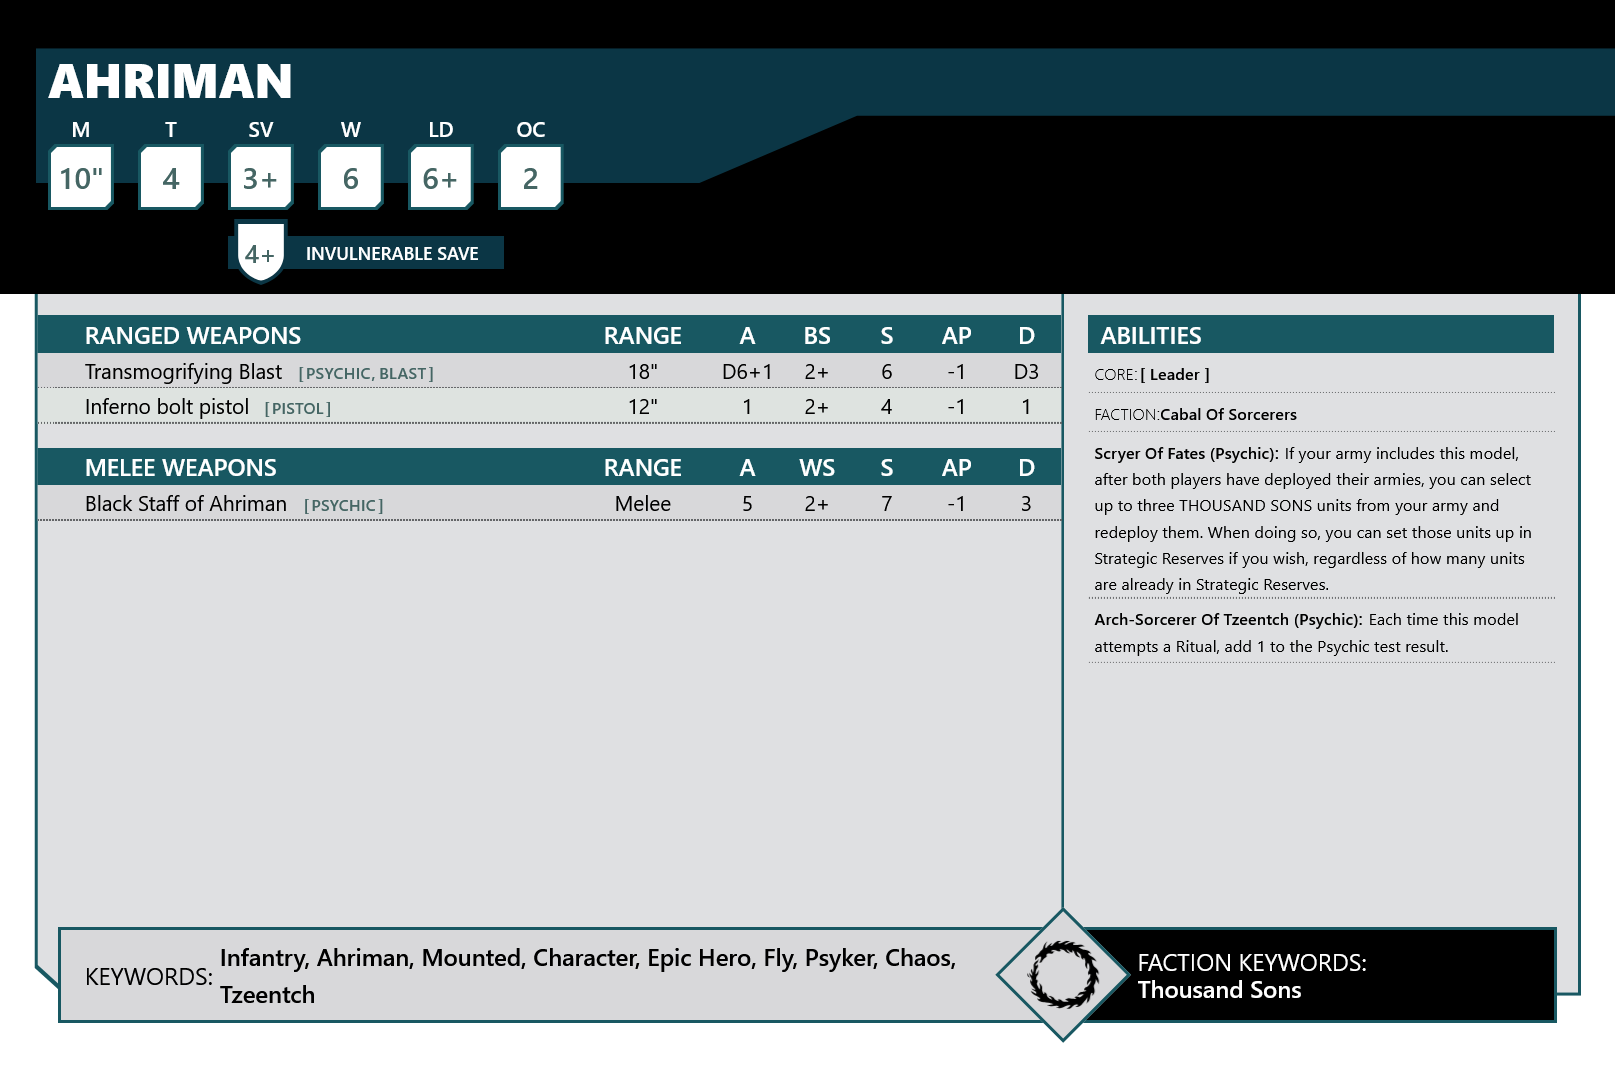 AHRIMAN
M T SV W LD OC
10" 4 3+ 6 6+ 2
4+ INVULNERABLE SAVE
RANGED WEAPONS RANGE A BS S AP D
Transmogrifying Blast [PSYCHIC, BLAST] 18" D6+1 2+ 6 -1 D3
Inferno bolt pistol [PISTOL] 12" 1 2+ 4 -1 1
MELEE WEAPONS RANGE A WS S AP D
Black Staff of Ahriman [PSYCHIC] Melee 5 2+ 7 -1 3
ABILITIES
CORE:[ Leader ]
FACTION:Cabal Of Sorcerers
Scryer Of Fates (Psychic): If your army includes this model,
after both players have deployed their armies, you can select
up to three THOUSAND SONS units from your army and
redeploy them. When doing so, you can set those units up in
Strategic Reserves if you wish, regardless of how many units
are already in Strategic Reserves.
Arch-Sorcerer Of Tzeentch (Psychic): Each time this model
attempts a Ritual, add 1 to the Psychic test result.
KEYWORDS: Infantry, Ahriman, Mounted, Character, Epic Hero, Fly, Psyker, Chaos,
Tzeentch
FACTION KEYWORDS:
Thousand Sons